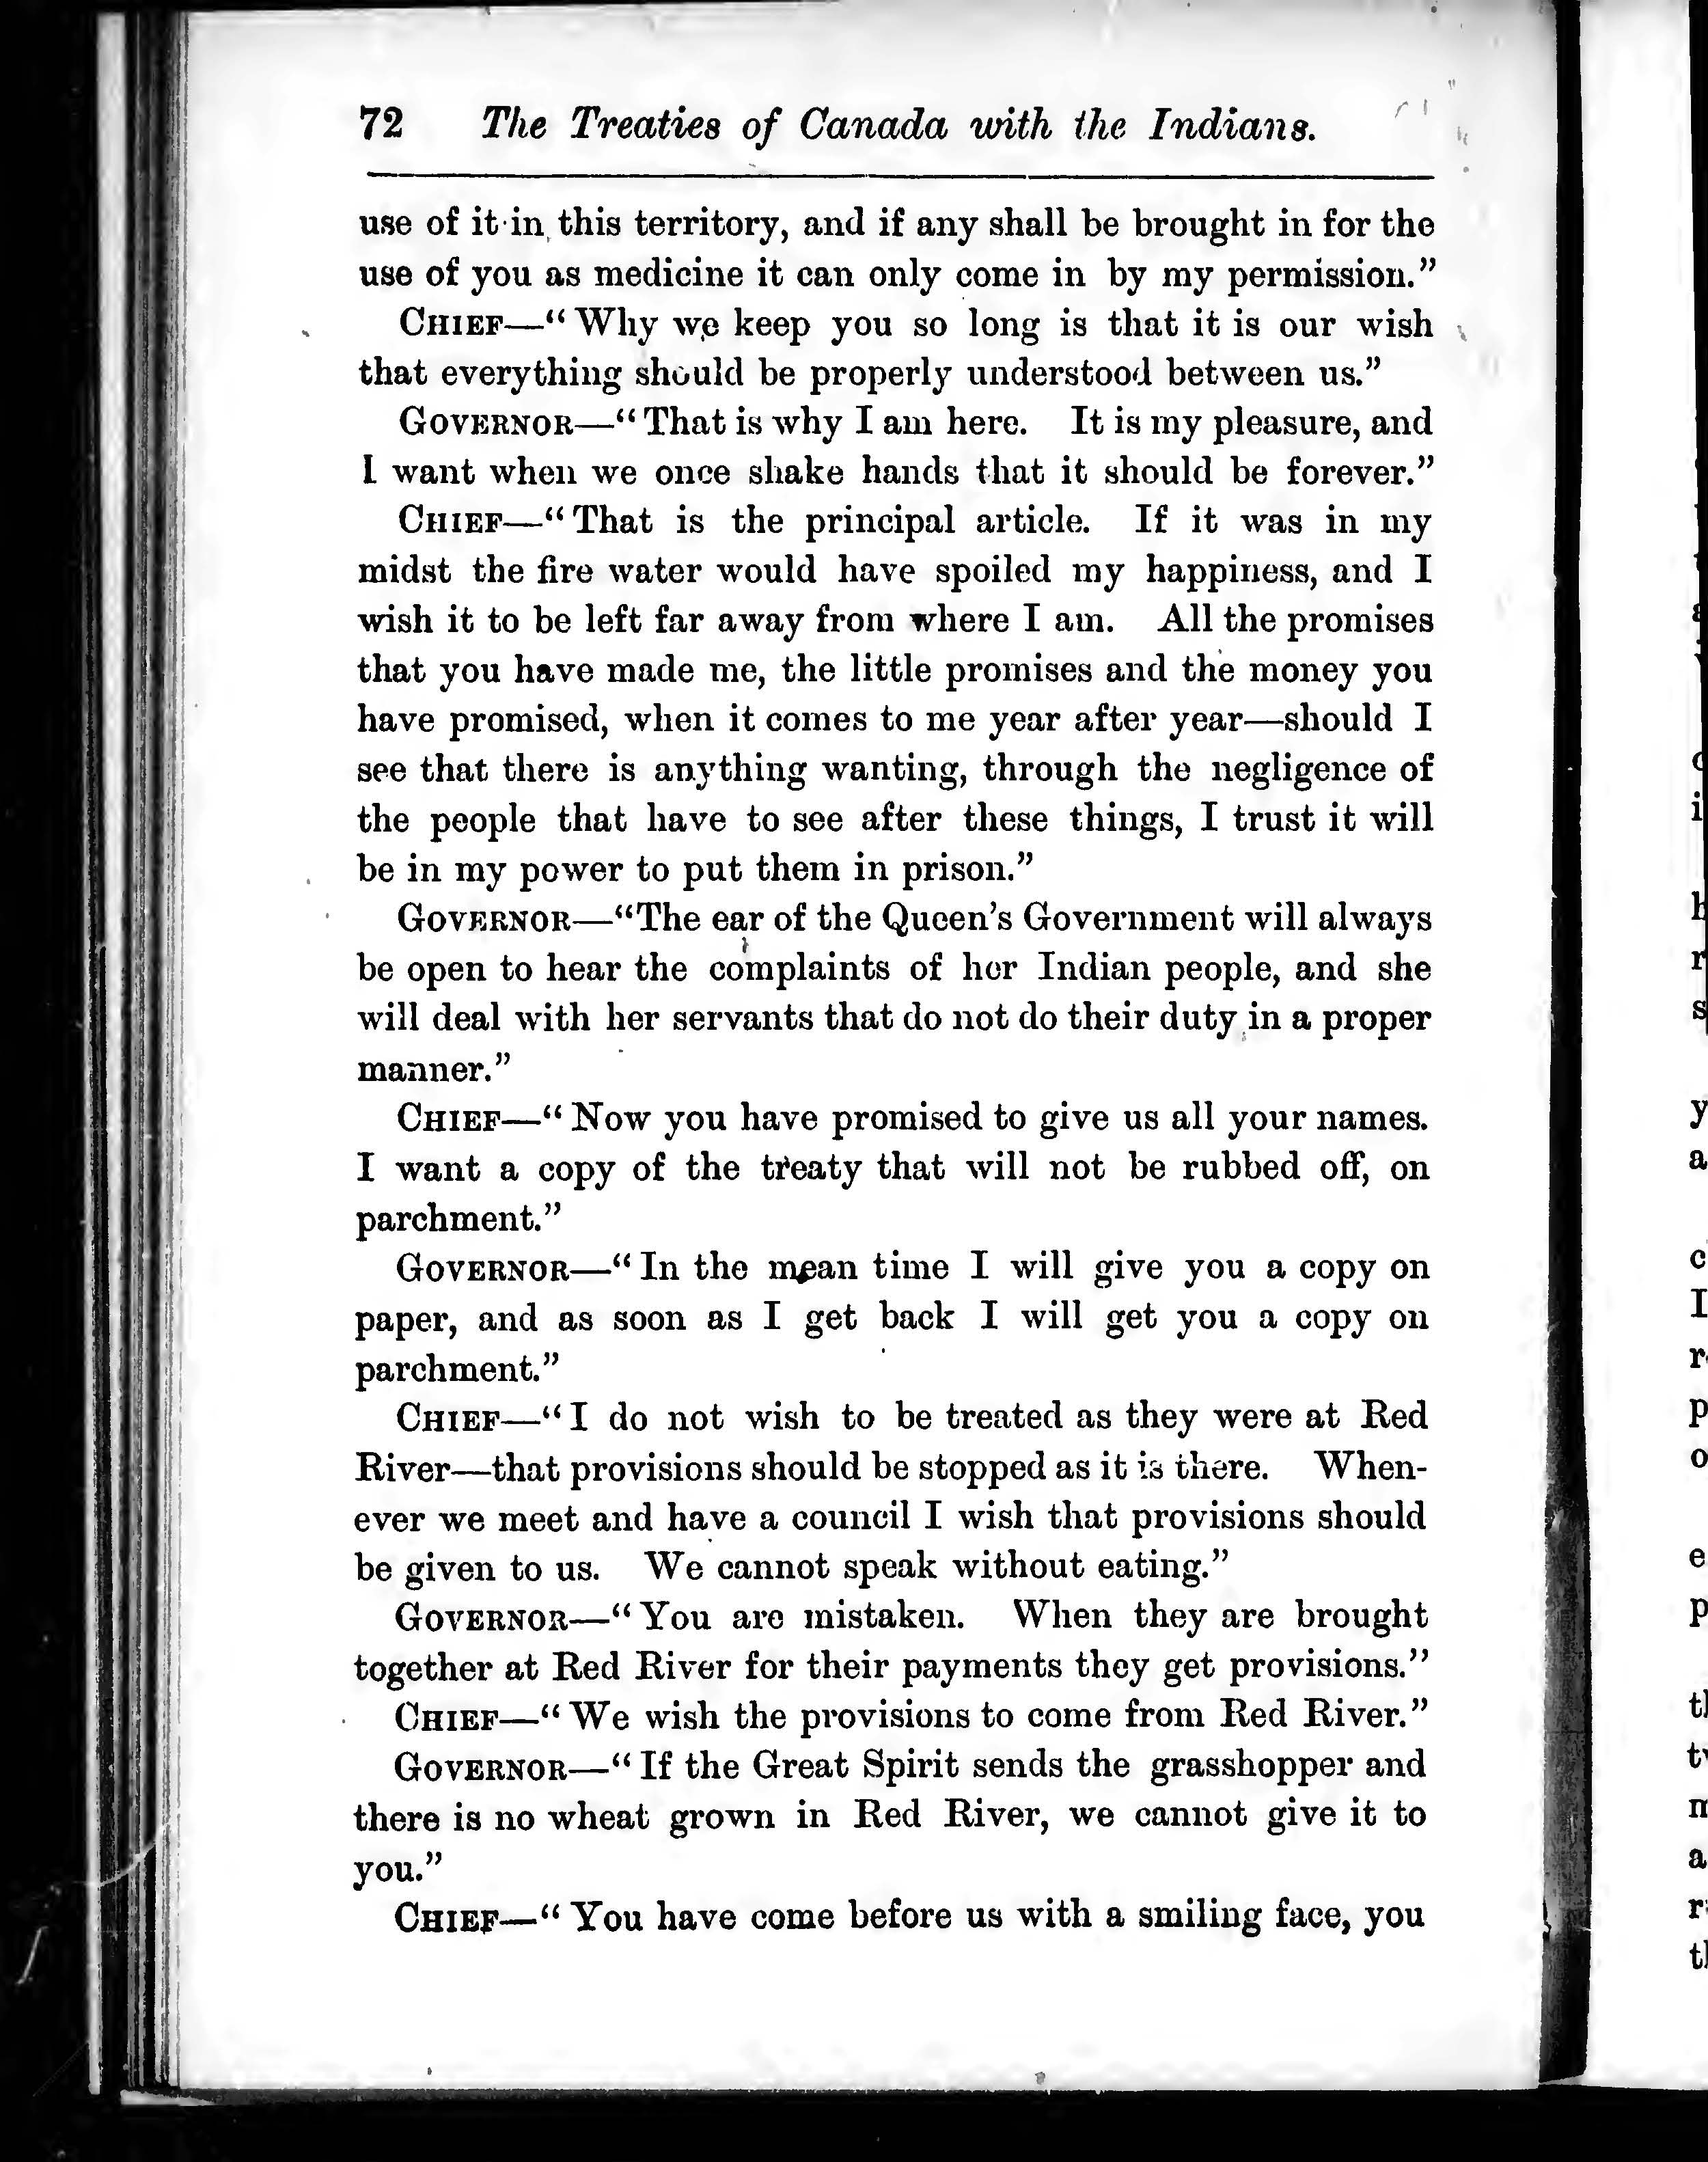 72 The Treaties of Canada with the Indians.
use of it in this territory, and if any shall be brought in for the
use of you as medicine it can only come in by my permission.”
CHIEF—“Why we keep you so long is that it is our wish
that everything should be properly understood between us.”
GOVERNOR—“That is why I am here. It is my pleasure, and
I want when we once shake hands that it should be forever.”
CHIEF—“That is the principal article. If it was in my
midst the fire water would have spoiled my happiness, and I
wish it to be left far away from where I am. All the promises
that you have made me, the little promises and the money you
have promised, when it comes to me year after year—should I
see that there is anything wanting, through the negligence of
the people that have to see after these things, I trust it will
be in my power to put them in prison.”
GOVERNOR—“The ear of the Queen’s Government will always
be open to hear the complaints of her Indian people, and she
will deal with her servants that do not do their duty in a proper
manner.”
CHIEF—“Now you have promised to give us all your names.
I want a copy of the treaty that will not be rubbed off, on
parchment.”
GOVERNOR—“In the mean time I will give you a copy on
paper, and as soon as I get back I will get you a copy on
parchment.”
CHIEF—“I do not wish to be treated as they were at Red
River—that provisions should be stopped as it is there. When-
ever we meet and have a council I wish that provisions should
be given to us. We cannot speak without eating.”
GOVERNOR—“You are mistaken. When they are brought
together at Red River for their payments they get provisions.”
CHIEF—“We wish the provisions to come from Red River.”
GOVERNOR—“If the Great Spirit sends the grasshopper and
there is no wheat grown in Red River, we cannot give it to
you.”
CHIEF—“You have come before us with a smiling face, you